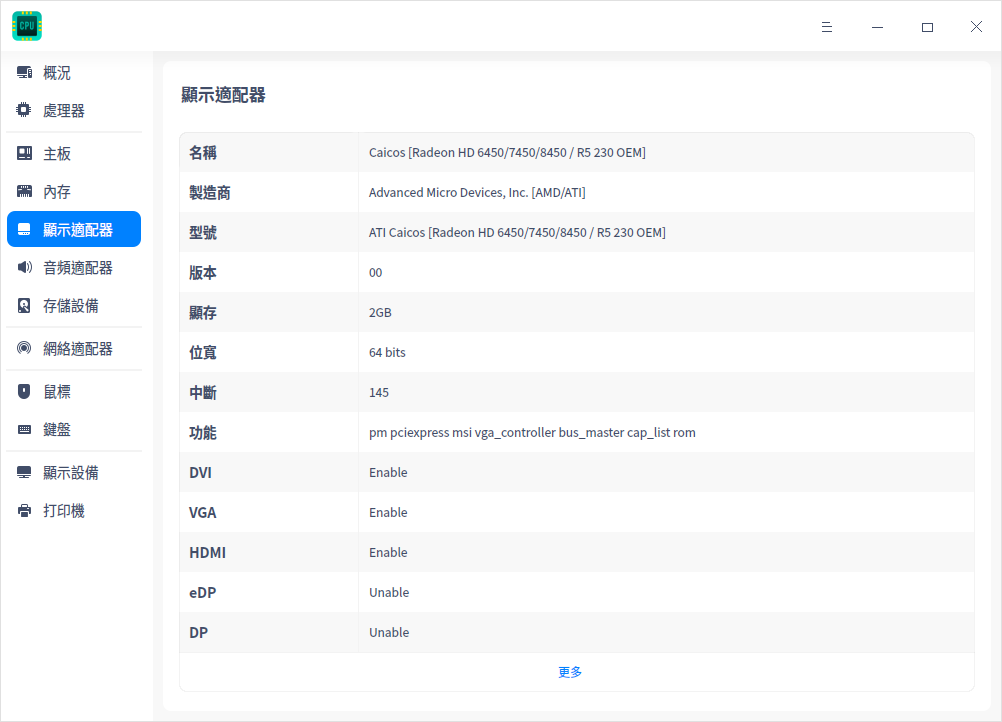 CPU
概況
處理器
主板
內存
顯示適配器
音頻適配器
存儲設備
網絡適配器
鼠標
鍵盤
顯示設備
打印機
顯示適配器
名稱 Caicos [Radeon HD 6450/7450/8450 / R5 230 OEM]
製造商 Advanced Micro Devices, Inc. [AMD/ATI]
型號 ATI Caicos [Radeon HD 6450/7450/8450 / R5 230 OEM]
版本 00
顯存 2GB
位寬 64 bits
中斷 145
功能 pm pciexpress msi vga_controller bus_master cap_list rom
DVI Enable
VGA Enable
HDMI Enable
eDP Unable
DP Unable
更多